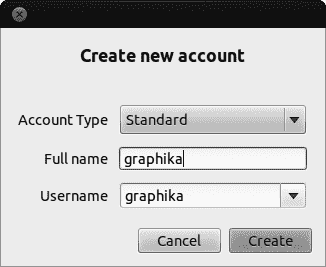 Create new account
Account Type Standard
Full name graphika
Username graphika
Cancel Create